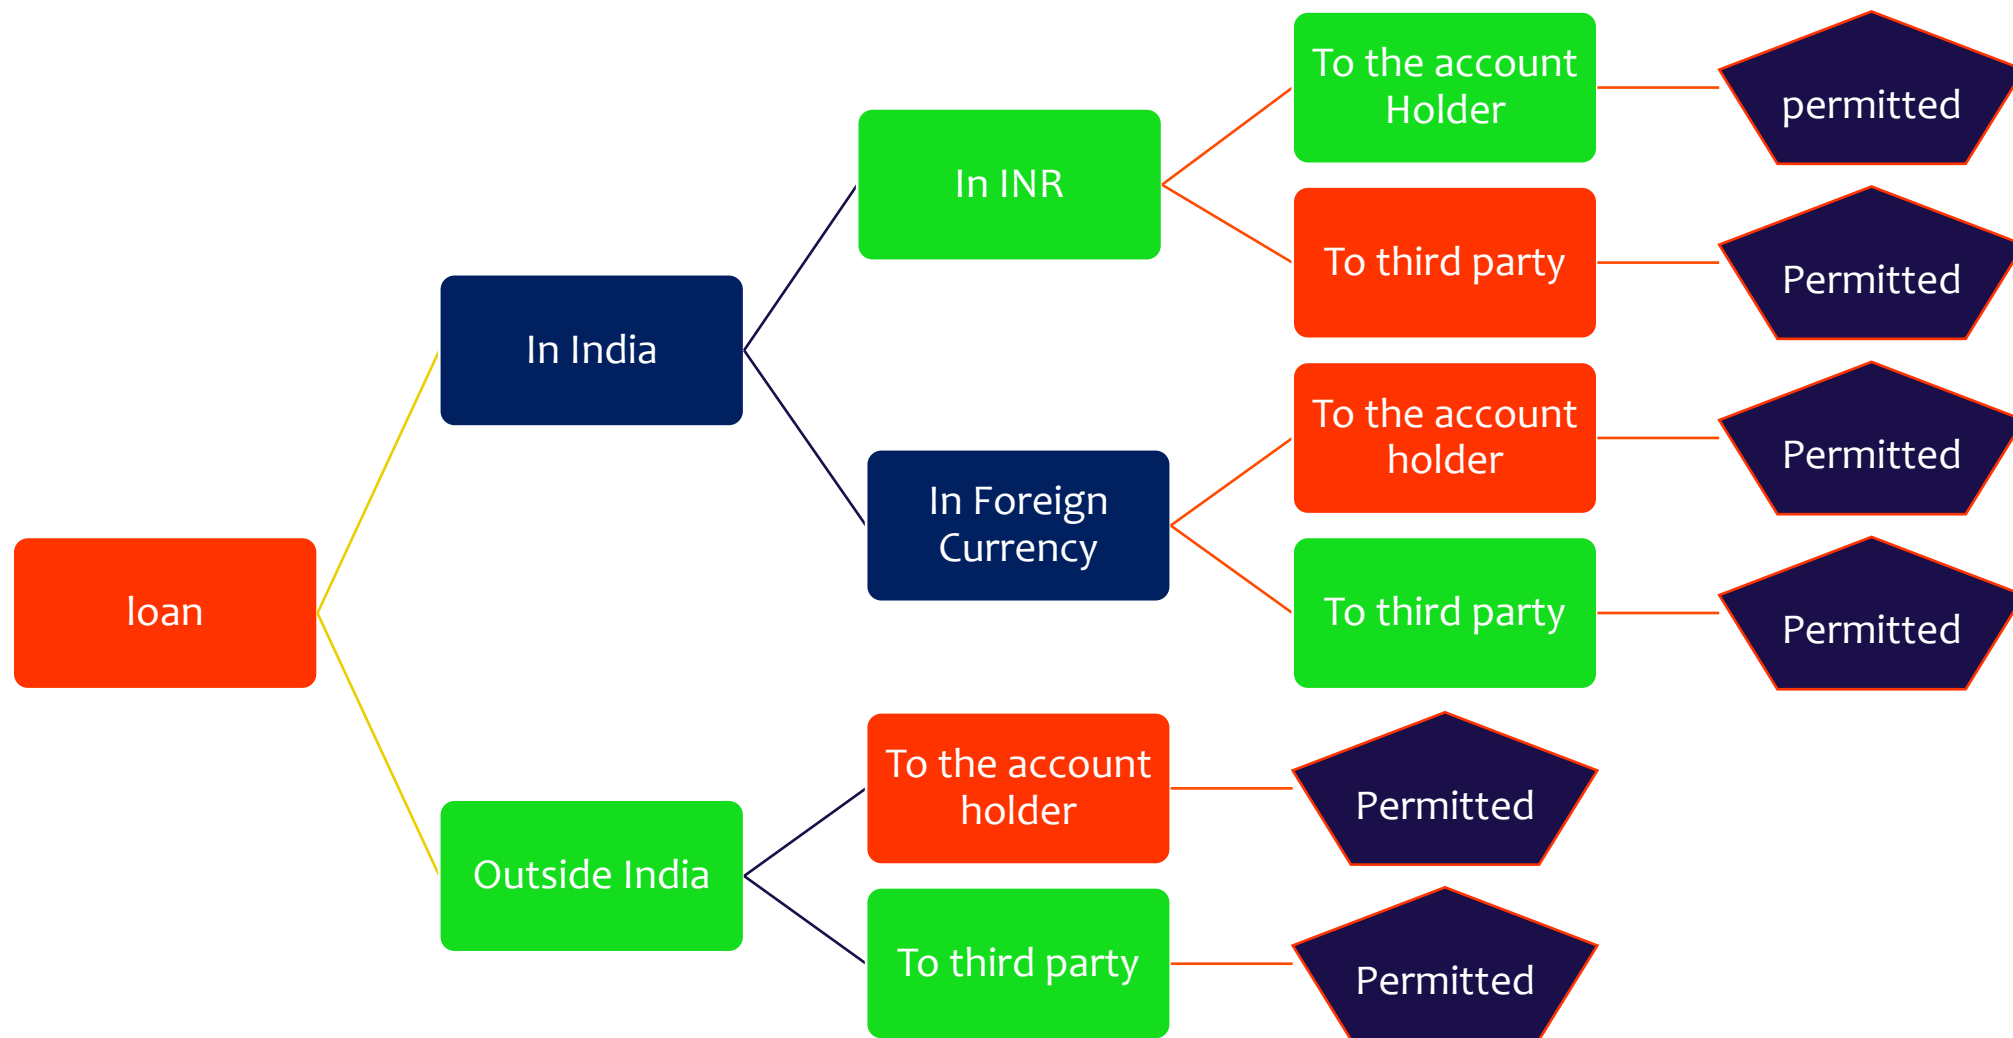 loan
In India
In INR
To the account
Holder
permitted
To third party
Permitted
In Foreign
Currency
To the account
holder
Permitted
To third party
Permitted
Outside India
To the account
holder
Permitted
To third party
Permitted